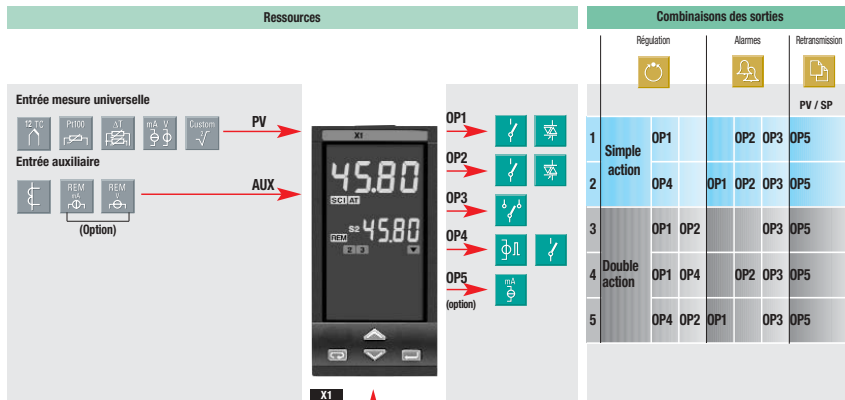 Ressources
Combinaisons des sorties
Régulation
Alarmes
Retransmission
PV / SP
Entrée mesure universelle
12 TC
Pt100
ΔT
mA V
Custom
PV
Entrée auxiliaire
REM mA
REM V
AUX
(Option)
X1
45.80
SCI AT
S2 45.80
REM
2 3
OP1
OP2
OP3
OP4
OP5
(option)
mA
1 Simple action OP1 OP2 OP3 OP5
2 OP4 OP1 OP2 OP3 OP5
3 Double action OP1 OP2 OP3 OP5
4 OP1 OP4 OP2 OP3 OP5
5 OP4 OP2 OP1 OP3 OP5
X1